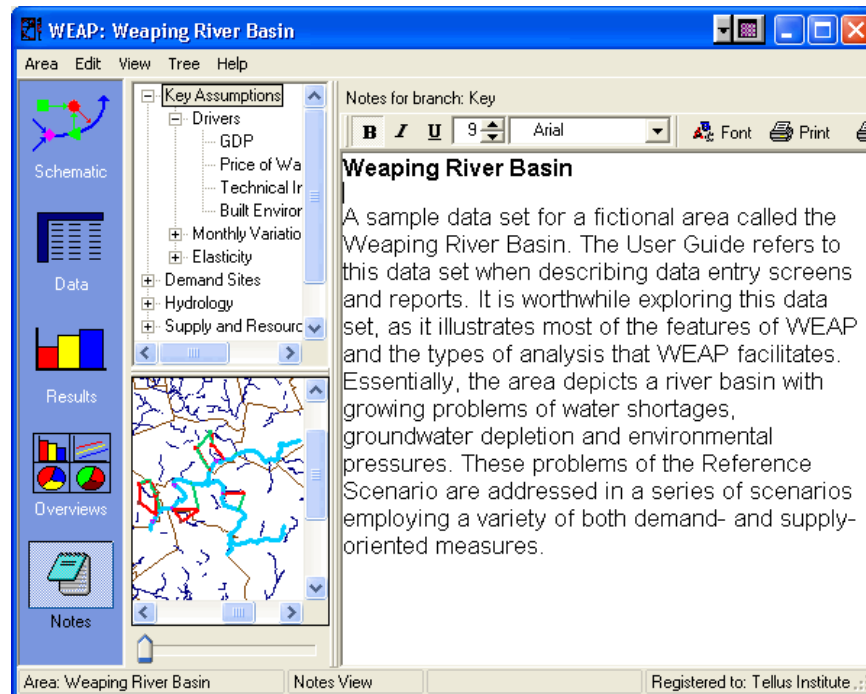 WEAP: Weaping River Basin
Area Edit View Tree Help
Schematic
Data
Results
Overviews
Notes
Key Assumptions
Drivers
GDP
Price of Wa
Technical Ir
Built Enviror
Monthly Variatio
Elasticity
Demand Sites
Hydrology
Supply and Resourc
Notes for branch: Key
B I U 9 Arial Font Print
Weaping River Basin
A sample data set for a fictional area called the
Weaping River Basin. The User Guide refers to
this data set when describing data entry screens
and reports. It is worthwhile exploring this data
set, as it illustrates most of the features of WEAP
and the types of analysis that WEAP facilitates.
Essentially, the area depicts a river basin with
growing problems of water shortages,
groundwater depletion and environmental
pressures. These problems of the Reference
Scenario are addressed in a series of scenarios
employing a variety of both demand- and supply-
oriented measures.
Area: Weaping River Basin Notes View Registered to: Tellus Institute